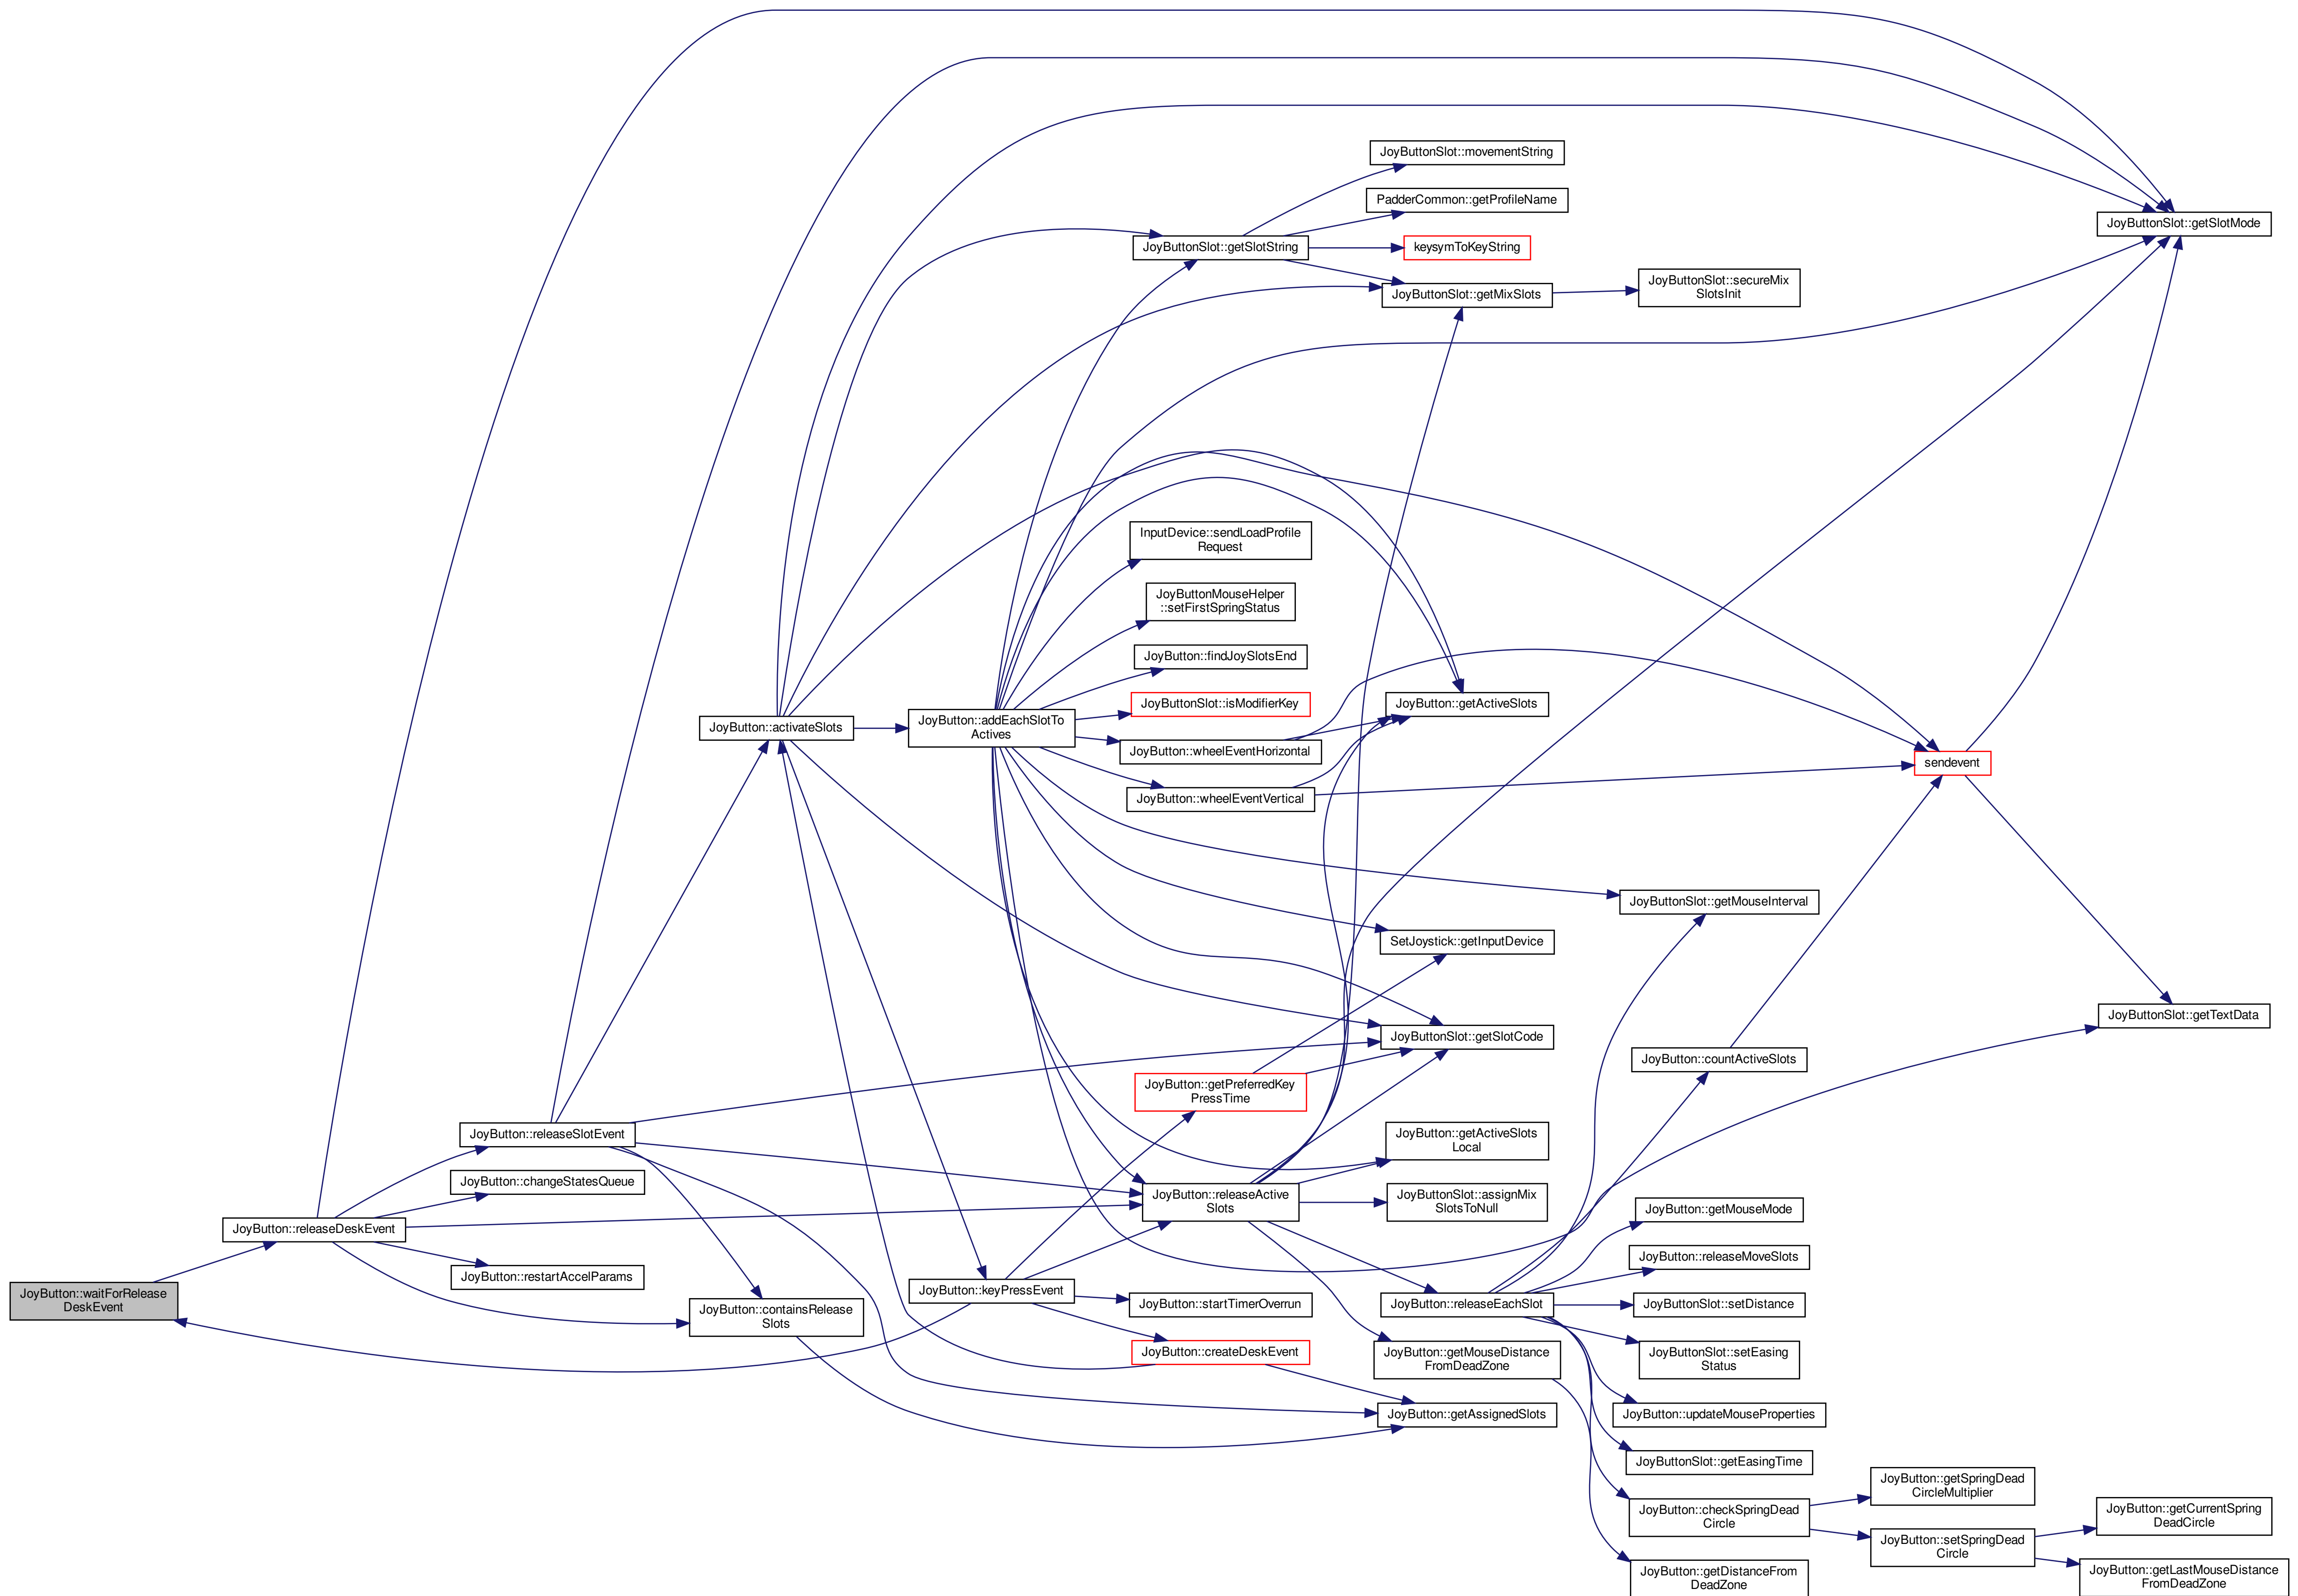 JoyButtonSlot::movementString
PadderCommon::getProfileName
JoyButtonSlot::getSlotMode
JoyButtonSlot::getSlotString
keysymToKeyString
JoyButtonSlot::secureMix
SlotsInit
JoyButtonSlot::getMixSlots
InputDevice::sendLoadProfile
Request
JoyButtonMouseHelper
::setFirstSpringStatus
JoyButton::findJoySlotsEnd
JoyButtonSlot::isModifierKey
JoyButton::getActiveSlots
JoyButton::activateSlots
JoyButton::addEachSlotTo
Actives
JoyButton::wheelEventHorizontal
sendevent
JoyButton::wheelEventVertical
JoyButtonSlot::getMouseInterval
SetJoystick::getInputDevice
JoyButtonSlot::getTextData
JoyButtonSlot::getSlotCode
JoyButton::countActiveSlots
JoyButton::getPreferredKey
PressTime
JoyButton::releaseSlotEvent
JoyButton::getActiveSlots
Local
JoyButton::changeStatesQueue
JoyButton::releaseActive
Slots
JoyButtonSlot::assignMix
SlotsToNull
JoyButton::getMouseMode
JoyButton::releaseDeskEvent
JoyButton::releaseMoveSlots
JoyButton::restartAccelParams
JoyButton::waitForRelease
DeskEvent
JoyButton::keyPressEvent
JoyButton::startTimerOverrun
JoyButton::releaseEachSlot
JoyButtonSlot::setDistance
JoyButton::containsRelease
Slots
JoyButton::createDeskEvent
JoyButton::getMouseDistance
FromDeadZone
JoyButtonSlot::setEasing
Status
JoyButton::getAssignedSlots
JoyButton::updateMouseProperties
JoyButtonSlot::getEasingTime
JoyButton::getSpringDead
CircleMultiplier
JoyButton::checkSpringDead
Circle
JoyButton::getCurrentSpring
DeadCircle
JoyButton::setSpringDead
Circle
JoyButton::getDistanceFrom
DeadZone
JoyButton::getLastMouseDistance
FromDeadZone